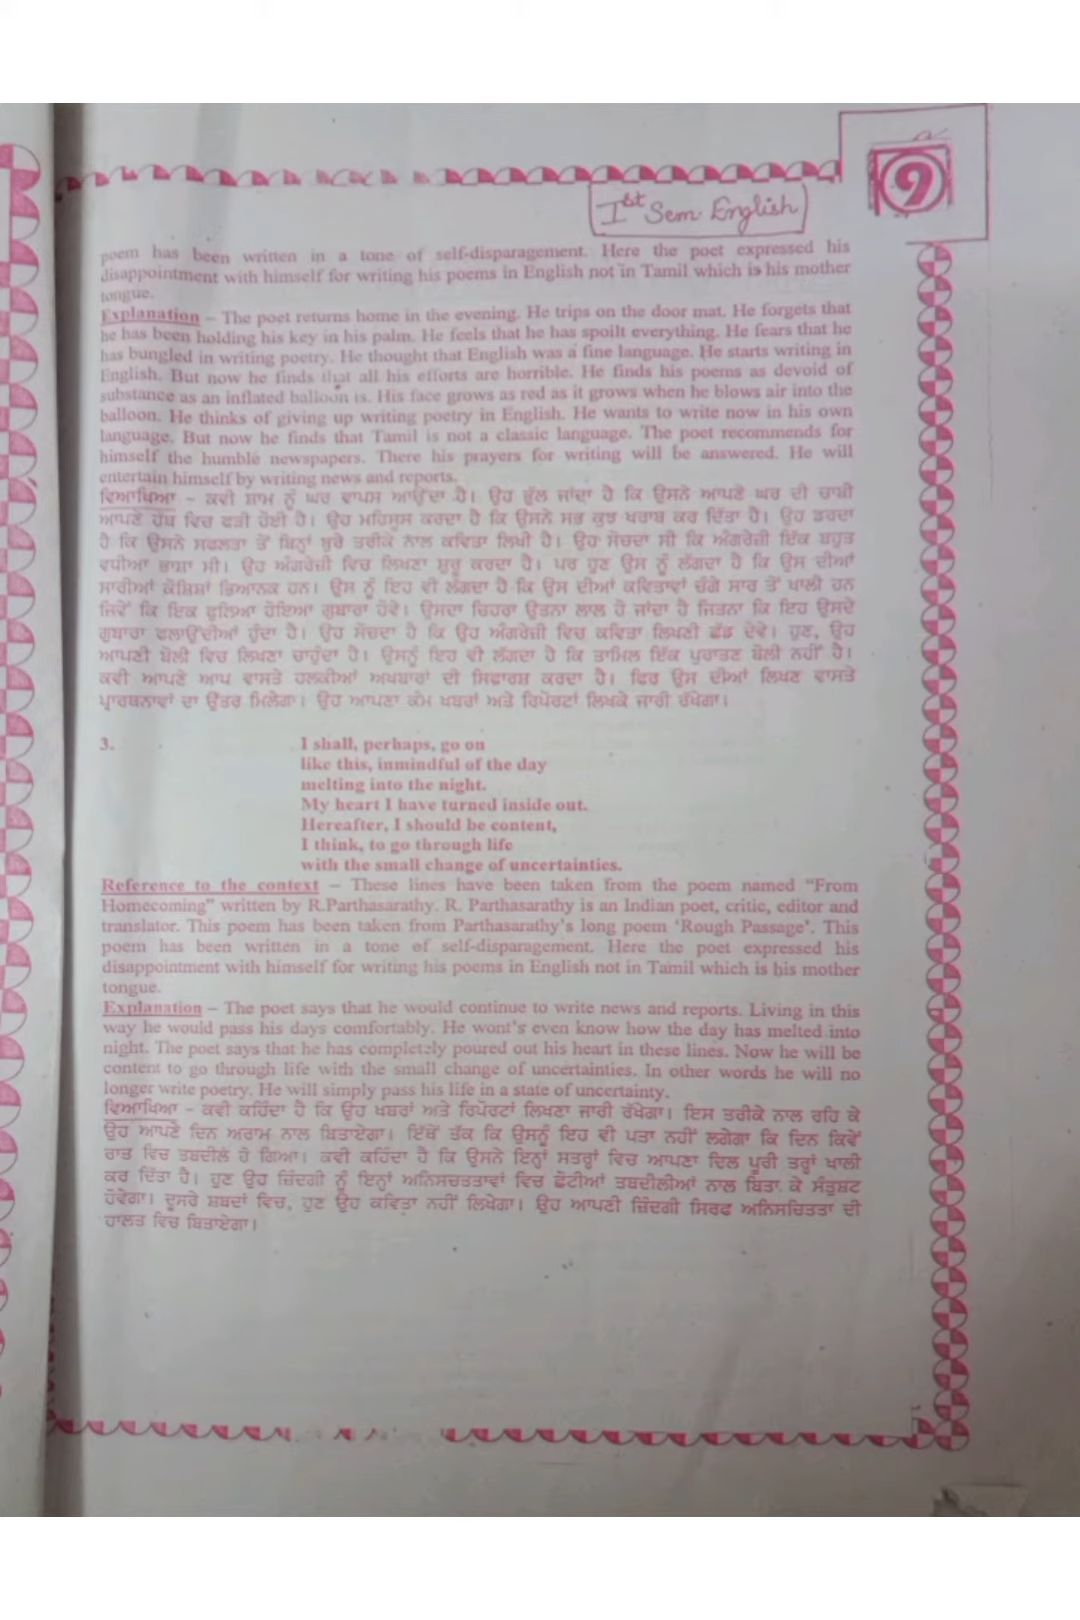 ੭
Ist Sem. English
poem has been written in a tone of self-disparagement. Here the poet expressed his
disappointment with himself for writing his poems in English not in Tamil which is his mother
tongue.
Explanation – The poet returns home in the evening. He trips on the door mat. He forgets that
he has been holding his key in his palm. He feels that he has spoilt everything. He fears that he
has bungled in writing poetry. He thought that English was a fine language. He starts writing in
English. But now he finds that all his efforts are horrible. He finds his poems as devoid of
substance as an inflated balloon is. His face grows as red as it grows when he blows air into the
balloon. He thinks of giving up writing poetry in English. He wants to write now in his own
language. But now he finds that Tamil is not a classic language. The poet recommends for
himself the humble newspapers. There his prayers for writing will be answered. He will
entertain himself by writing news and reports.
ਵਿਆਖਿਆ – ਕਵੀ ਸ਼ਾਮ ਨੂੰ ਘਰ ਵਾਪਸ ਆਉਂਦਾ ਹੈ। ਉਹ ਭੁੱਲ ਜਾਂਦਾ ਹੈ ਕਿ ਉਸਨੇ ਆਪਣੇ ਘਰ ਦੀ ਚਾਬੀ
ਆਪਣੇ ਹੱਥ ਵਿਚ ਫੜੀ ਹੋਈ ਹੈ। ਉਹ ਮਹਿਸੂਸ ਕਰਦਾ ਹੈ ਕਿ ਉਸਨੇ ਸਭ ਕੁਝ ਖਰਾਬ ਕਰ ਦਿੱਤਾ ਹੈ। ਉਹ ਡਰਦਾ
ਹੈ ਕਿ ਉਸਨੇ ਸਫਲਤਾ ਤੋਂ ਬਿਨ੍ਹਾਂ ਬੁਰੇ ਤਰੀਕੇ ਨਾਲ ਕਵਿਤਾ ਲਿਖੀ ਹੈ। ਉਹ ਸੋਚਦਾ ਸੀ ਕਿ ਅੰਗਰੇਜ਼ੀ ਇੱਕ ਬਹੁਤ
ਵਧੀਆ ਭਾਸ਼ਾ ਸੀ। ਉਹ ਅੰਗਰੇਜ਼ੀ ਵਿਚ ਲਿਖਣਾ ਸ਼ੁਰੂ ਕਰਦਾ ਹੈ। ਪਰ ਹੁਣ ਉਸ ਨੂੰ ਲੱਗਦਾ ਹੈ ਕਿ ਉਸ ਦੀਆਂ
ਸਾਰੀਆਂ ਕੋਸ਼ਿਸ਼ਾਂ ਭਿਆਨਕ ਹਨ। ਉਸ ਨੂੰ ਇਹ ਵੀ ਲੱਗਦਾ ਹੈ ਕਿ ਉਸ ਦੀਆਂ ਕਵਿਤਾਵਾਂ ਚੰਗੇ ਸਾਰ ਤੋਂ ਖਾਲੀ ਹਨ
ਜਿਵੇਂ ਕਿ ਇਕ ਫੁਲਿਆ ਹੋਇਆ ਗੁਬਾਰਾ ਹੋਵੇ। ਉਸਦਾ ਚਿਹਰਾ ਉਤਨਾ ਲਾਲ ਹੋ ਜਾਂਦਾ ਹੈ ਜਿਤਨਾ ਕਿ ਇਹ ਉਸਦੇ
ਗੁਬਾਰਾ ਫਲਾਉਂਦੀਆਂ ਹੁੰਦਾ ਹੈ। ਉਹ ਸੋਚਦਾ ਹੈ ਕਿ ਉਹ ਅੰਗਰੇਜ਼ੀ ਵਿਚ ਕਵਿਤਾ ਲਿਖਣੀ ਛੱਡ ਦੇਵੇ। ਹੁਣ, ਉਹ
ਆਪਣੀ ਬੋਲੀ ਵਿਚ ਲਿਖਣਾ ਚਾਹੁੰਦਾ ਹੈ। ਉਸਨੂੰ ਇਹ ਵੀ ਲੱਗਦਾ ਹੈ ਕਿ ਤਾਮਿਲ ਇੱਕ ਪੁਰਾਤਣ ਬੋਲੀ ਨਹੀਂ ਹੈ।
ਕਵੀ ਆਪਣੇ ਆਪ ਵਾਸਤੇ ਹਲਕੀਆਂ ਅਖਬਾਰਾਂ ਦੀ ਸਿਫਾਰਸ਼ ਕਰਦਾ ਹੈ। ਫਿਰ ਉਸ ਦੀਆਂ ਲਿਖਣ ਵਾਸਤੇ
ਪ੍ਰਾਰਥਨਾਵਾਂ ਦਾ ਉੱਤਰ ਮਿਲੇਗਾ। ਉਹ ਆਪਣਾ ਕੰਮ ਖਬਰਾਂ ਅਤੇ ਰਿਪੋਰਟਾਂ ਲਿਖਕੇ ਜਾਰੀ ਰੱਖੇਗਾ।
3. I shall, perhaps, go on
like this, inmindful of the day
melting into the night.
My heart I have turned inside out.
Hereafter, I should be content,
I think, to go through life
with the small change of uncertainties.
Reference to the context – These lines have been taken from the poem named “From
Homecoming” written by R.Parthasarathy. R. Parthasarathy is an Indian poet, critic, editor and
translator. This poem has been taken from Parthasarathy’s long poem ‘Rough Passage’. This
poem has been written in a tone of self-disparagement. Here the poet expressed his
disappointment with himself for writing his poems in English not in Tamil which is his mother
tongue.
Explanation – The poet says that he would continue to write news and reports. Living in this
way he would pass his days comfortably. He wont’s even know how the day has melted into
night. The poet says that he has completely poured out his heart in these lines. Now he will be
content to go through life with the small change of uncertainties. In other words he will no
longer write poetry. He will simply pass his life in a state of uncertainty.
ਵਿਆਖਿਆ – ਕਵੀ ਕਹਿੰਦਾ ਹੈ ਕਿ ਉਹ ਖਬਰਾਂ ਅਤੇ ਰਿਪੋਰਟਾਂ ਲਿਖਣਾ ਜਾਰੀ ਰੱਖੇਗਾ। ਇਸ ਤਰੀਕੇ ਨਾਲ ਰਹਿ ਕੇ
ਉਹ ਆਪਣੇ ਦਿਨ ਅਰਾਮ ਨਾਲ ਬਿਤਾਏਗਾ। ਇੱਥੋਂ ਤੱਕ ਕਿ ਉਸਨੂੰ ਇਹ ਵੀ ਪਤਾ ਨਹੀਂ ਲਗੇਗਾ ਕਿ ਦਿਨ ਕਿਵੇਂ
ਰਾਤ ਵਿਚ ਤਬਦੀਲ ਹੋ ਗਿਆ। ਕਵੀ ਕਹਿੰਦਾ ਹੈ ਕਿ ਉਸਨੇ ਇਨ੍ਹਾਂ ਸਤਰ੍ਹਾਂ ਵਿਚ ਆਪਣਾ ਦਿਲ ਪੂਰੀ ਤਰ੍ਹਾਂ ਖਾਲੀ
ਕਰ ਦਿੱਤਾ ਹੈ। ਹੁਣ ਉਹ ਜ਼ਿੰਦਗੀ ਨੂੰ ਇਨ੍ਹਾਂ ਅਨਿਸਚਤਤਾਵਾਂ ਵਿਚ ਛੋਟੀਆਂ ਤਬਦੀਲੀਆਂ ਨਾਲ ਬਿਤਾ ਕੇ ਸੰਤੁਸ਼ਟ
ਹੋਵੇਗਾ। ਦੂਸਰੇ ਸ਼ਬਦਾਂ ਵਿਚ, ਹੁਣ ਉਹ ਕਵਿਤਾ ਨਹੀਂ ਲਿਖੇਗਾ। ਉਹ ਆਪਣੀ ਜ਼ਿੰਦਗੀ ਸਿਰਫ ਅਨਿਸਚਿਤਤਾ ਦੀ
ਹਾਲਤ ਵਿਚ ਬਿਤਾਏਗਾ।